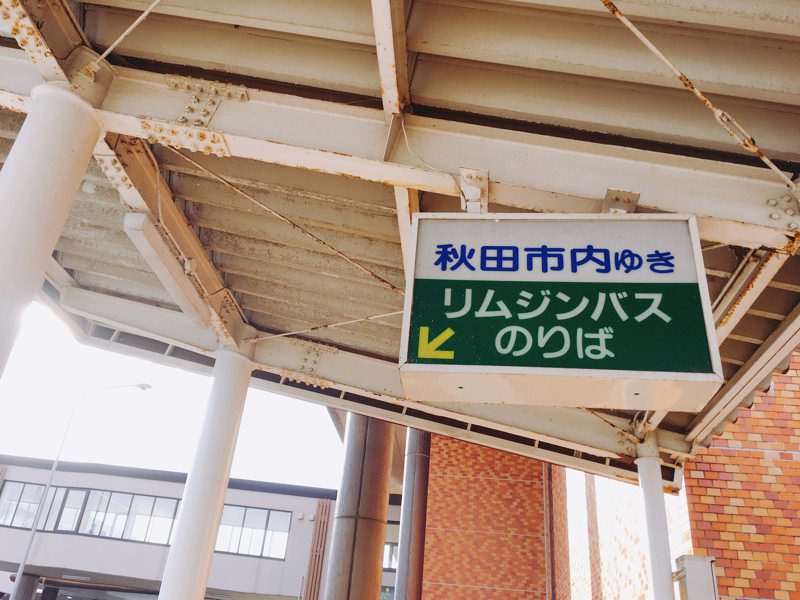 秋田市内ゆき
リムジンバス
のりば